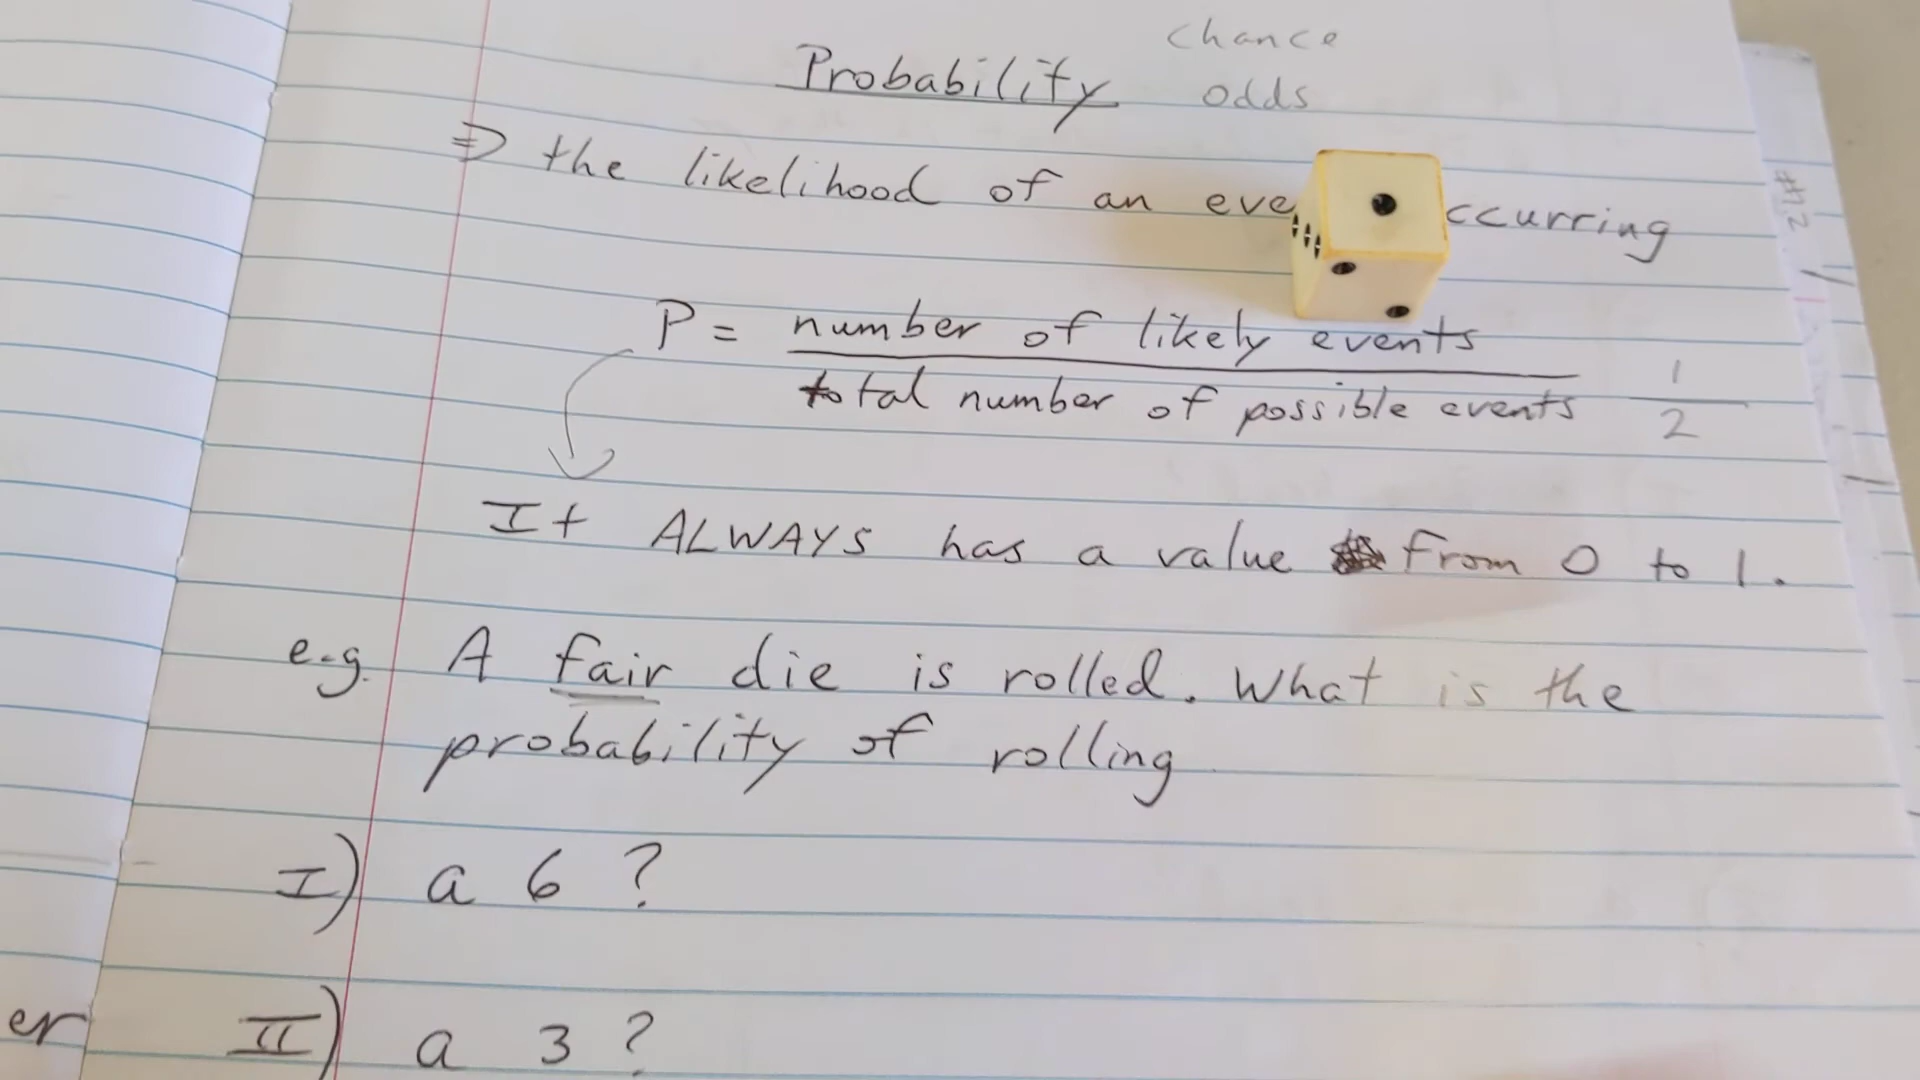 chance
Probability odds
⇒ the likelihood of an eve ccurring
P = number of likely events
total number of possible events
1
2
It ALWAYS has a value from 0 to 1.
e.g. A fair die is rolled. What is the
probability of rolling
I) a 6 ?
er II) a 3 ?